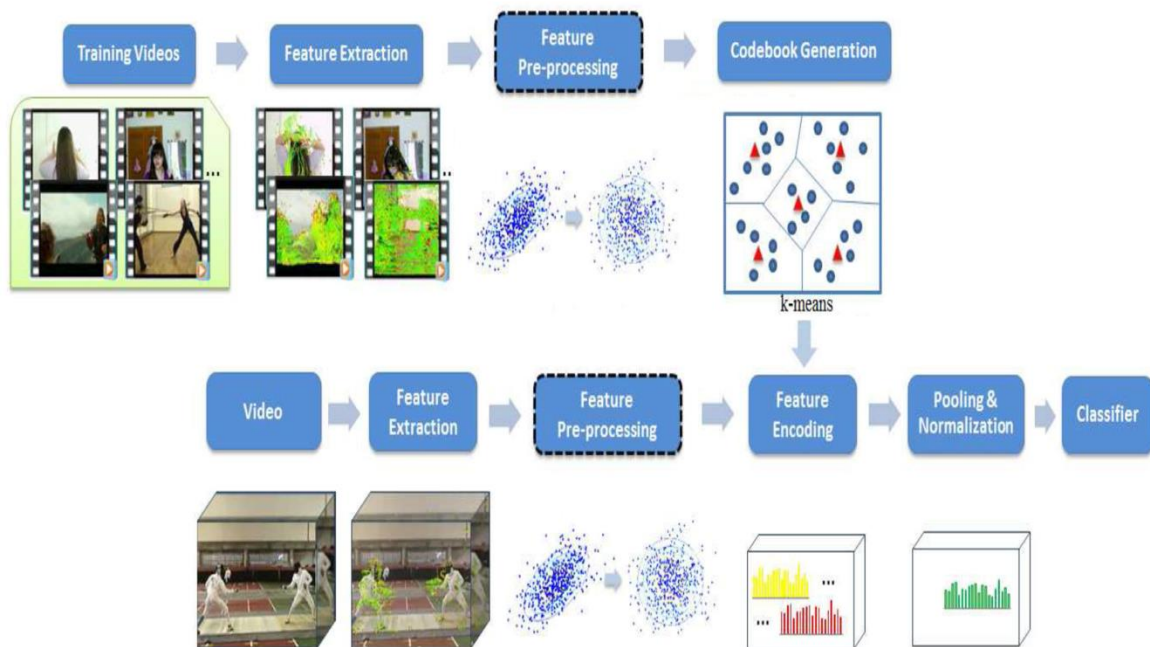 Training Videos
Feature Extraction
Feature
Pre-processing
Codebook Generation
...
..
k-means
Video
Feature
Extraction
Feature
Pre-processing
Feature
Encoding
Pooling &
Normalization
Classifier
...
...